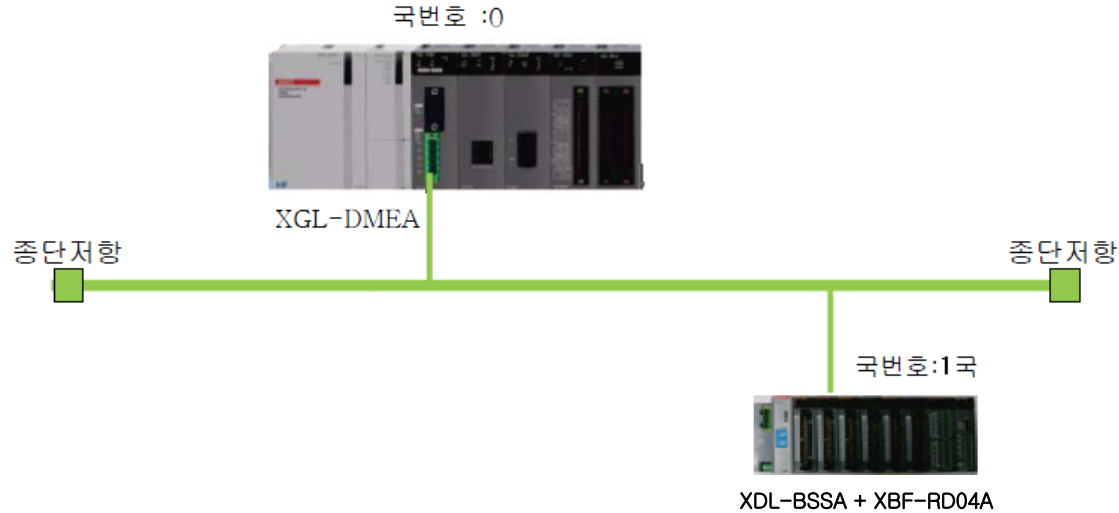 국번호 :0
XGL-DMEA
종단저항
종단저항
국번호:1국
XDL-BSSA + XBF-RD04A